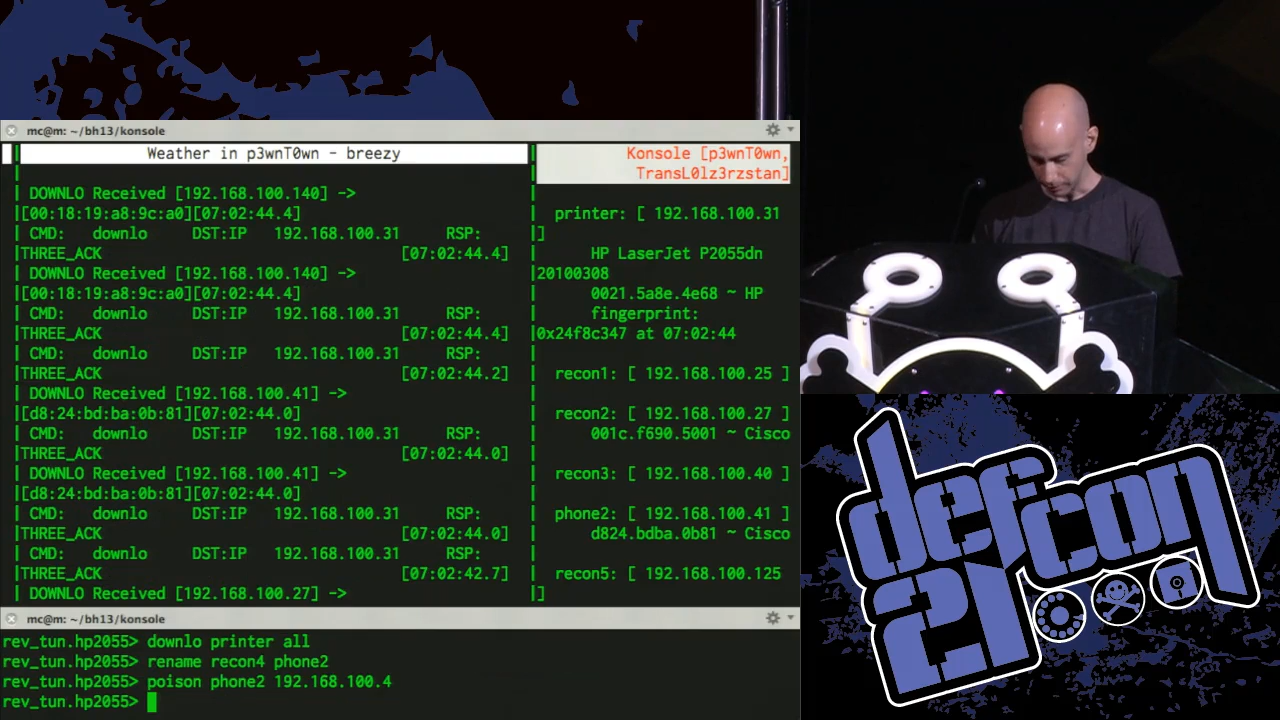 mc@m: ~/bh13/konsole
Weather in p3wnT0wn - breezy
DOWNLO Received [192.168.100.140] ->
[00:18:19:a8:9c:a0][07:02:44.4]
CMD: downlo DST:IP 192.168.100.31 RSP:
THREE_ACK [07:02:44.4]
DOWNLO Received [192.168.100.140] ->
[00:18:19:a8:9c:a0][07:02:44.4]
CMD: downlo DST:IP 192.168.100.31 RSP:
THREE_ACK [07:02:44.4]
CMD: downlo DST:IP 192.168.100.31 RSP:
THREE_ACK [07:02:44.2]
DOWNLO Received [192.168.100.41] ->
[d8:24:bd:ba:0b:81][07:02:44.0]
CMD: downlo DST:IP 192.168.100.31 RSP:
THREE_ACK [07:02:44.0]
DOWNLO Received [192.168.100.41] ->
[d8:24:bd:ba:0b:81][07:02:44.0]
CMD: downlo DST:IP 192.168.100.31 RSP:
THREE_ACK [07:02:44.0]
CMD: downlo DST:IP 192.168.100.31 RSP:
THREE_ACK [07:02:42.7]
DOWNLO Received [192.168.100.27] ->
Konsole [p3wnT0wn,
TransL0lz3rzstan]
printer: [ 192.168.100.31
]
HP LaserJet P2055dn
20100308
0021.5a8e.4e68 ~ HP
fingerprint:
0x24f8c347 at 07:02:44
recon1: [ 192.168.100.25 ]
recon2: [ 192.168.100.27 ]
001c.f690.5001 ~ Cisco
recon3: [ 192.168.100.40 ]
phone2: [ 192.168.100.41 ]
d824.bdba.0b81 ~ Cisco
recon5: [ 192.168.100.125
]
mc@m: ~/bh13/konsole
rev_tun.hp2055> downlo printer all
rev_tun.hp2055> rename recon4 phone2
rev_tun.hp2055> poison phone2 192.168.100.4
rev_tun.hp2055>
defcon
21